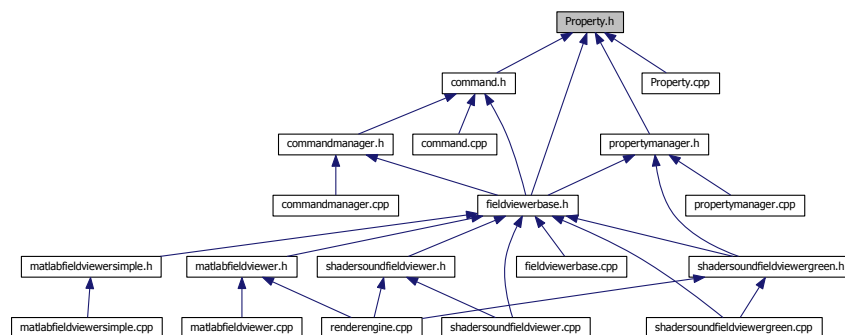 Property.h
command.h
Property.cpp
commandmanager.h
command.cpp
propertymanager.h
commandmanager.cpp
fieldviewerbase.h
propertymanager.cpp
matlabfieldviewersimple.h
matlabfieldviewer.h
shadersoundfieldviewer.h
fieldviewerbase.cpp
shadersoundfieldviewergreen.h
matlabfieldviewersimple.cpp
matlabfieldviewer.cpp
renderengine.cpp
shadersoundfieldviewer.cpp
shadersoundfieldviewergreen.cpp